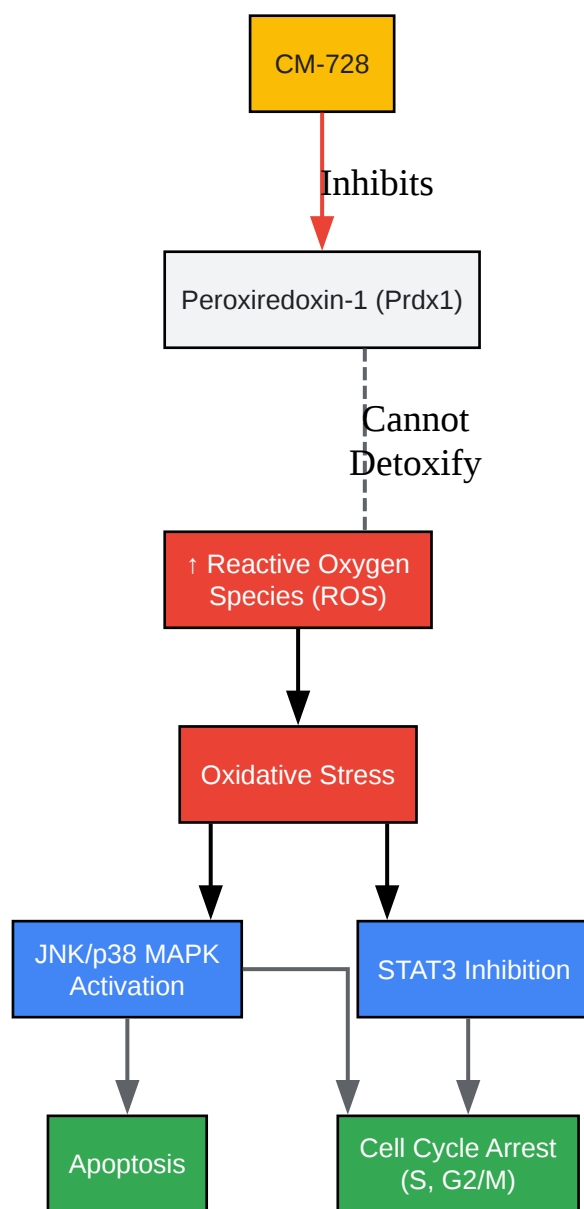 CM-728
Inhibits
Peroxiredoxin-1 (Prdx1)
Cannot
Detoxify
↑ Reactive Oxygen
Species (ROS)
Oxidative Stress
JNK/p38 MAPK
Activation
STAT3 Inhibition
Apoptosis
Cell Cycle Arrest
(S, G2/M)